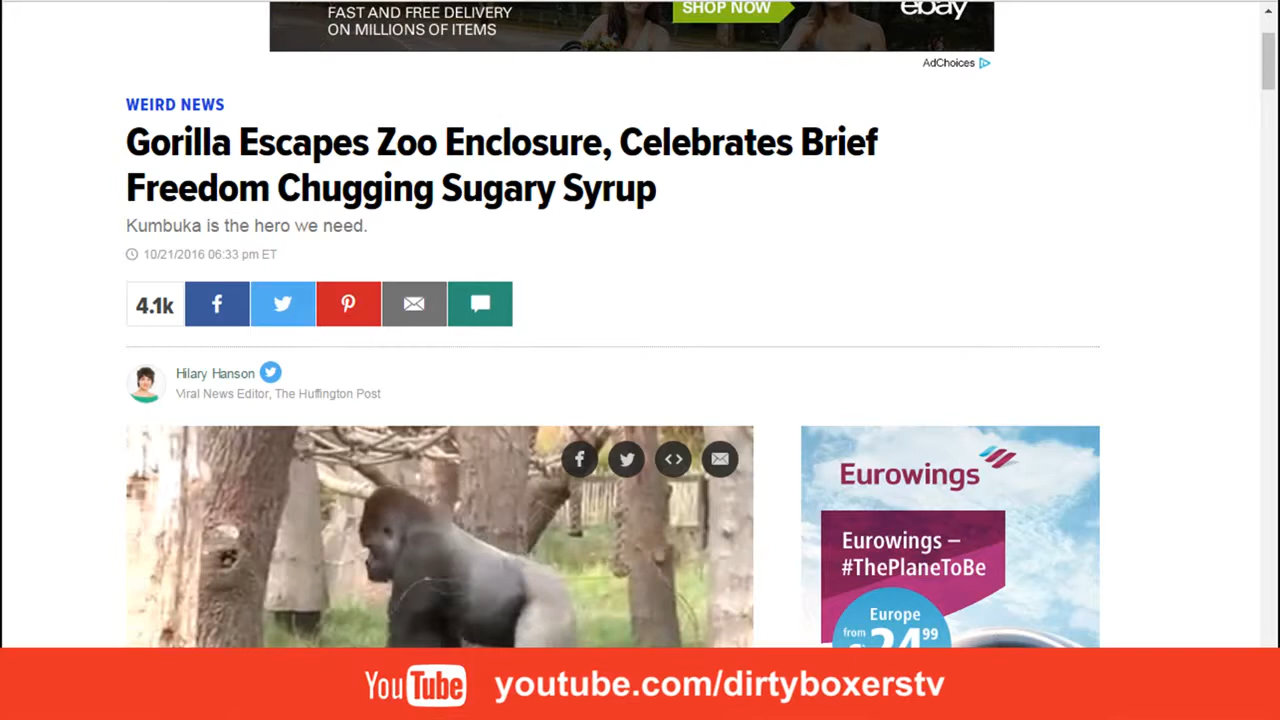 FAST AND FREE DELIVERY
ON MILLIONS OF ITEMS
SHOP NOW
ebay
AdChoices
WEIRD NEWS
Gorilla Escapes Zoo Enclosure, Celebrates Brief
Freedom Chugging Sugary Syrup
Kumbuka is the hero we need.
10/21/2016 06:33 pm ET
4.1k
Hilary Hanson
Viral News Editor, The Huffington Post
Eurowings
Eurowings –
#ThePlaneToBe
Europe
from
24.99
YouTube youtube.com/dirtyboxerstv